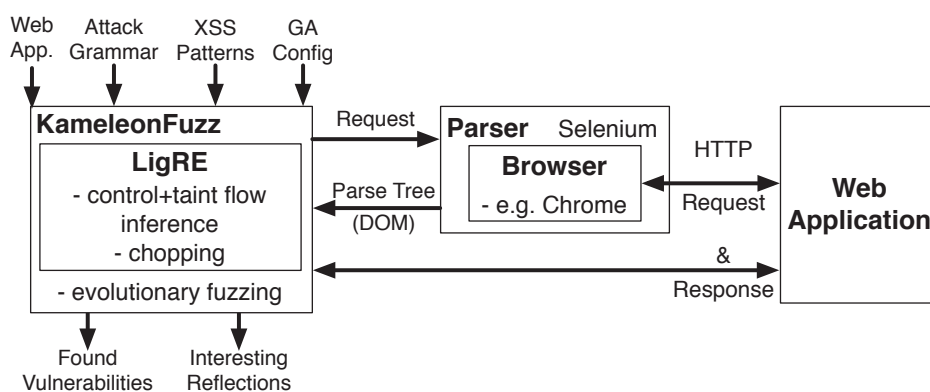 Web
App.
Attack
Grammar
XSS
Patterns
GA
Config
KameleonFuzz
LigRE
- control+taint flow
inference
- chopping
- evolutionary fuzzing
Request
Parse Tree
(DOM)
Parser
Selenium
Browser
- e.g. Chrome
HTTP
Request
&
Response
Web
Application
Found
Vulnerabilities
Interesting
Reflections